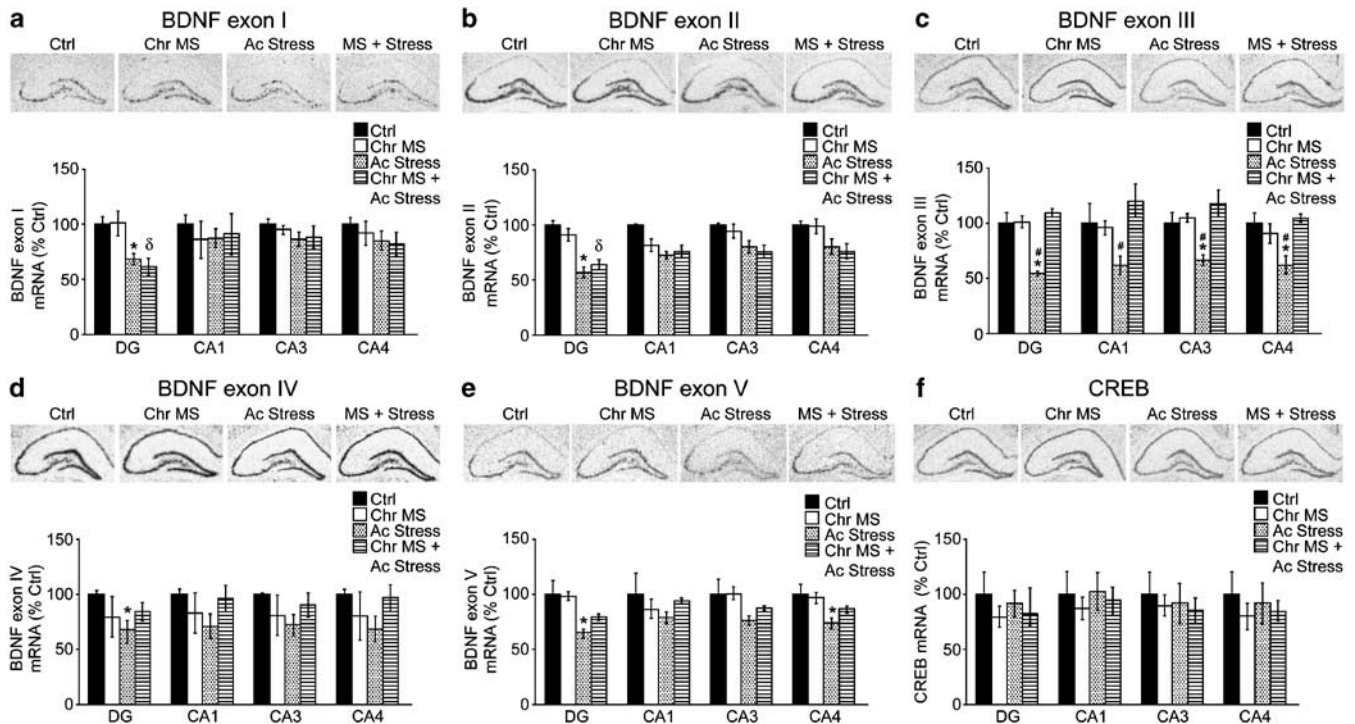 a BDNF exon I
Ctrl Chr MS Ac Stress MS + Stress
Ctrl
Chr MS
Ac Stress
Chr MS +
Ac Stress
BDNF exon I
mRNA (% Ctrl)
150
100
50
0
* δ
DG CA1 CA3 CA4
b BDNF exon II
Ctrl Chr MS Ac Stress MS + Stress
Ctrl
Chr MS
Ac Stress
Chr MS +
Ac Stress
BDNF exon II
mRNA (% Ctrl)
150
100
50
0
* δ
DG CA1 CA3 CA4
c BDNF exon III
Ctrl Chr MS Ac Stress MS + Stress
Ctrl
Chr MS
Ac Stress
Chr MS +
Ac Stress
BDNF exon III
mRNA (% Ctrl)
150
100
50
0
# # # #
* * *
DG CA1 CA3 CA4
d BDNF exon IV
Ctrl Chr MS Ac Stress MS + Stress
Ctrl
Chr MS
Ac Stress
Chr MS +
Ac Stress
BDNF exon IV
mRNA (% Ctrl)
150
100
50
0
*
DG CA1 CA3 CA4
e BDNF exon V
Ctrl Chr MS Ac Stress MS + Stress
Ctrl
Chr MS
Ac Stress
Chr MS +
Ac Stress
BDNF exon V
mRNA (% Ctrl)
150
100
50
0
* *
DG CA1 CA3 CA4
f CREB
Ctrl Chr MS Ac Stress MS + Stress
Ctrl
Chr MS
Ac Stress
Chr MS +
Ac Stress
CREB mRNA (% Ctrl)
150
100
50
0
DG CA1 CA3 CA4